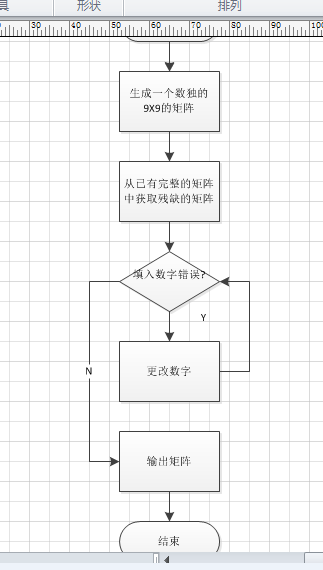 具 形状 排列
30 40 50 60 70 80 90 100
生成一个数独的
9X9的矩阵
从已有完整的矩阵
中获取残缺的矩阵
填入数字错误?
Y
更改数字
N
输出矩阵
结束